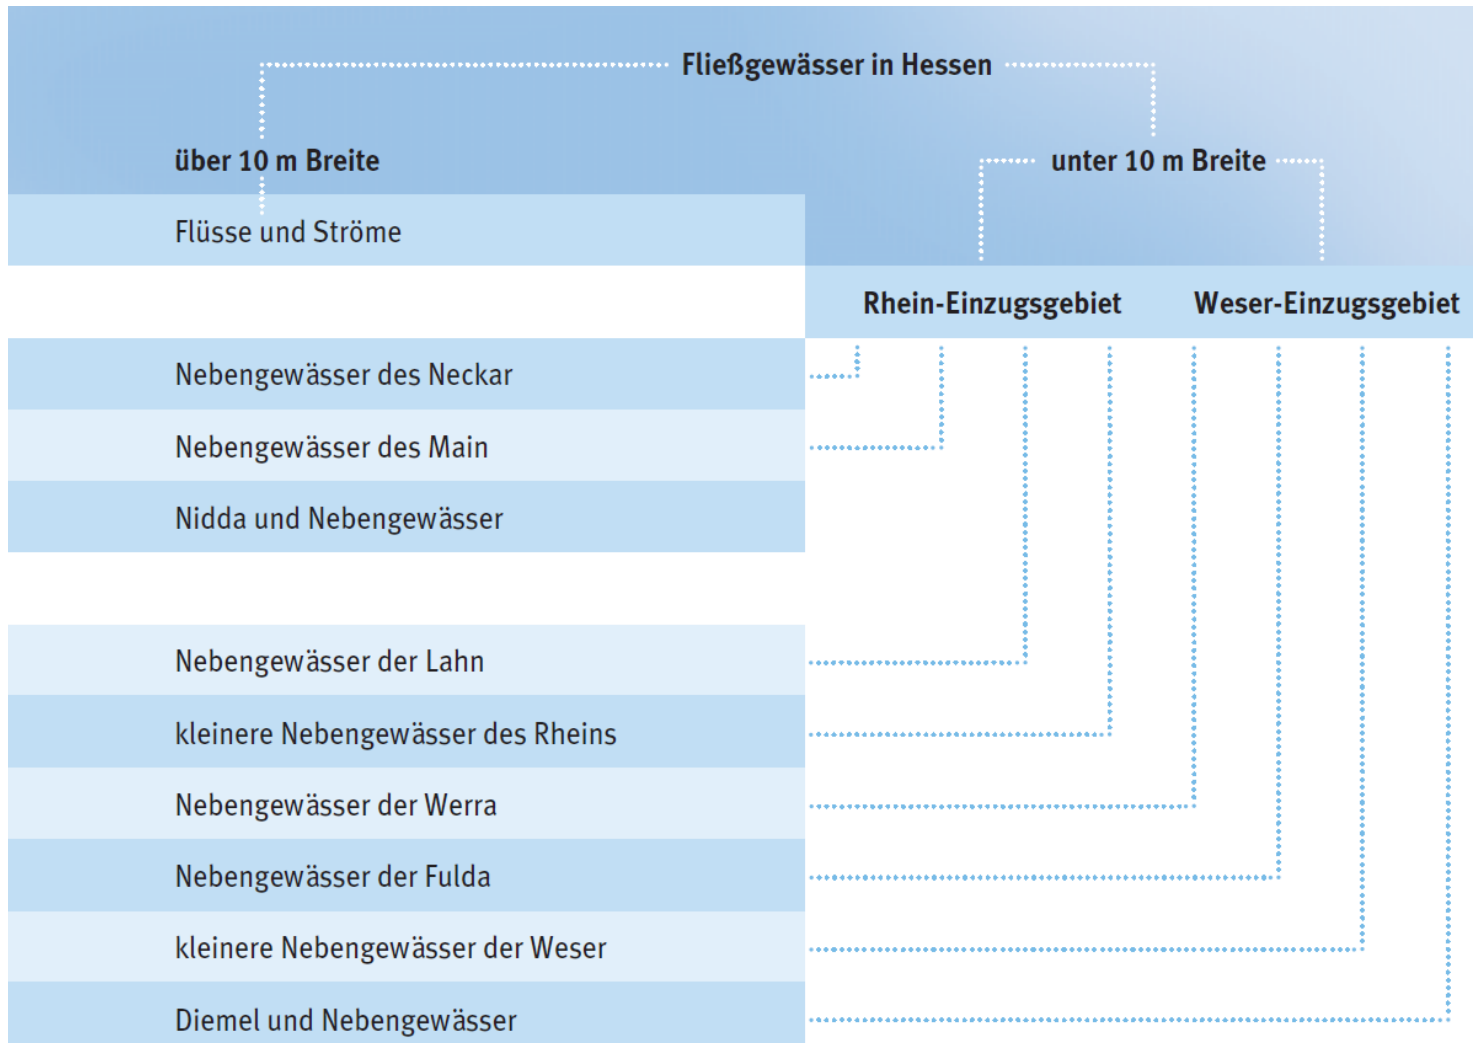 Fließgewässer in Hessen
über 10 m Breite
unter 10 m Breite
Flüsse und Ströme
Rhein-Einzugsgebiet
Weser-Einzugsgebiet
Nebengewässer des Neckar
Nebengewässer des Main
Nidda und Nebengewässer
Nebengewässer der Lahn
kleinere Nebengewässer des Rheins
Nebengewässer der Werra
Nebengewässer der Fulda
kleinere Nebengewässer der Weser
Diemel und Nebengewässer